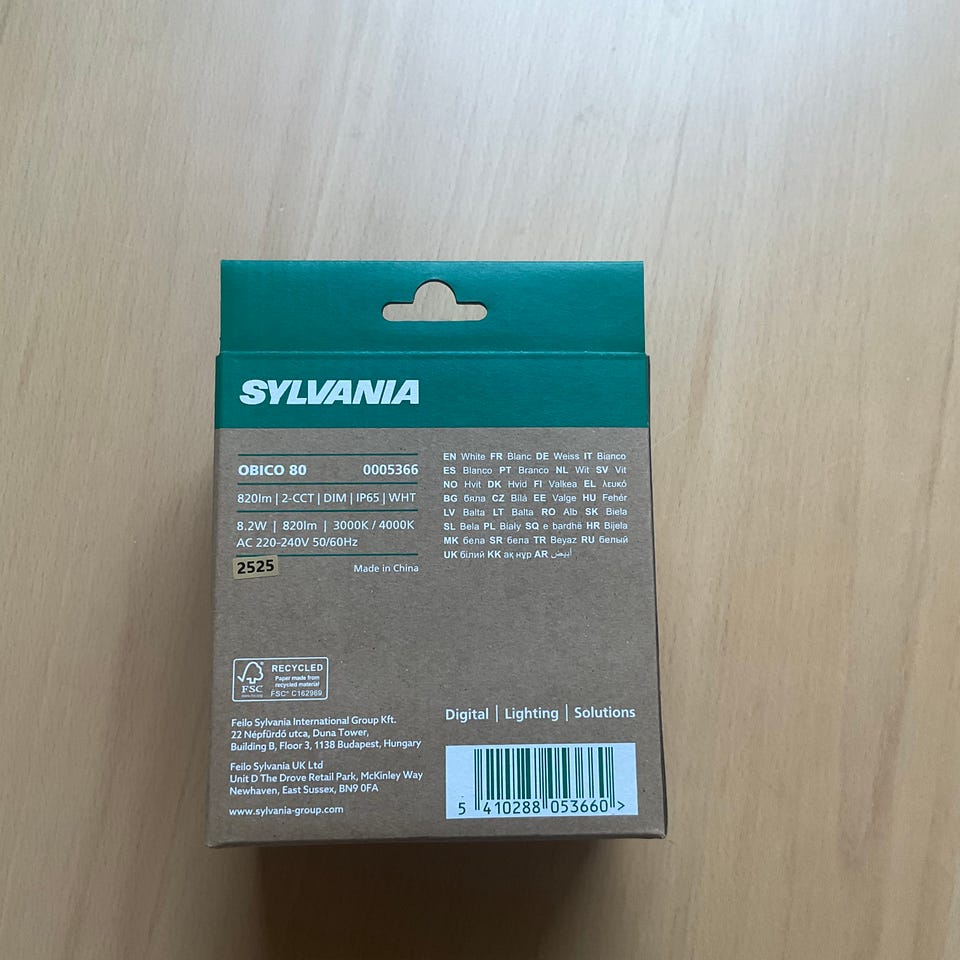 SYLVANIA
OBICO 80 0005366
820lm | 2-CCT | DIM | IP65 | WHT
8.2W | 820lm | 3000K / 4000K
AC 220-240V 50/60Hz
2525
Made in China
EN White FR Blanc DE Weiss IT Bianco
ES Blanco PT Branco NL Wit SV Vit
NO Hvit DK Hvid FI Valkea EL λευκό
BG бяла CZ Bílá EE Valge HU Fehér
LV Balta LT Balta RO Alb SK Biela
SL Bela PL Biały SQ e bardhë HR Bijela
MK бела SR бела TR Beyaz RU белый
UK білий KK ақ нұр AR أبيض
FSC
RECYCLED
Paper made from
recycled material
FSC® C162969
Feilo Sylvania International Group Kft.
22 Népfürdő utca, Duna Tower,
Building B, Floor 3, 1138 Budapest, Hungary
Feilo Sylvania UK Ltd
Unit D The Drove Retail Park, McKinley Way
Newhaven, East Sussex, BN9 0FA
www.sylvania-group.com
Digital | Lighting | Solutions
5 410288 053660 >